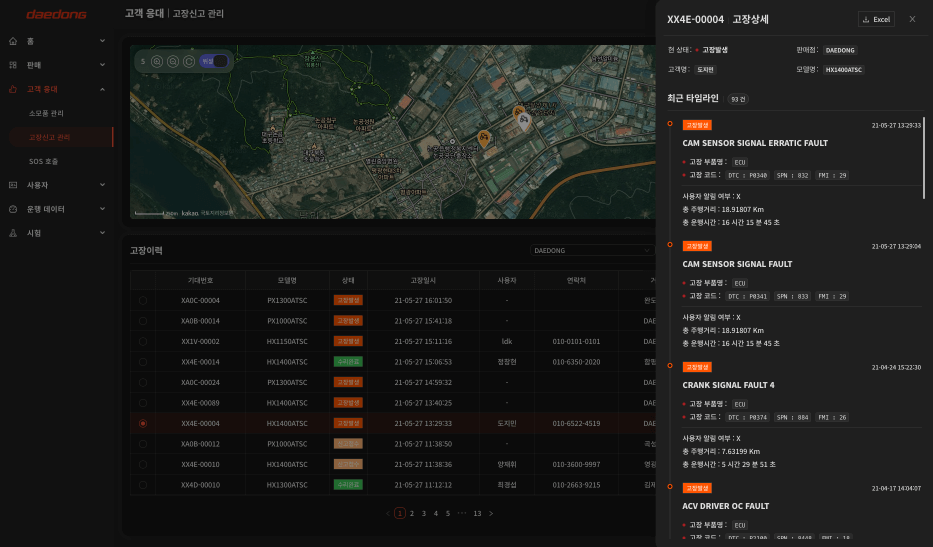 daedong
홈
판매
고객 응대
소모품 관리
고장신고 관리
SOS 호출
사용자
운행 데이터
시험
고객 응대 | 고장신고 관리
5
위성
kakao
고장이력
DAEDONG
기대번호 모델명 상태 고장일시 사용자 연락처
XA0C-00004 PX1300ATSC 고장발생 21-05-27 16:01:50 -
XA0B-00014 PX1000ATSC 고장발생 21-05-27 15:41:18 - DAE
XX1V-00002 HX1150ATSC 고장발생 21-05-27 15:11:16 ldk 010-0101-0101 DAE
XX4E-00014 HX1400ATSC 수리완료 21-05-27 15:06:53 정창현 010-6350-2020
XA0C-00024 PX1300ATSC 고장발생 21-05-27 14:59:32 -
XX4E-00089 HX1400ATSC 고장발생 21-05-27 13:40:25 - DAE
XX4E-00004 HX1400ATSC 고장발생 21-05-27 13:29:33 도지민 010-6522-4519 DAE
XA0B-00012 PX1000ATSC 21-05-27 11:38:50 -
XX4E-00010 HX1400ATSC 21-05-27 11:38:36 양재휘 010-3600-9997
XX4D-00010 HX1300ATSC 수리완료 21-05-27 11:12:12 최경섭 010-2663-9215
1 2 3 4 5 ••• 13
XX4E-00004 고장상세
Excel
현 상태 : 고장발생 판매점 : DAEDONG
고객명 : 도지민 모델명 : HX1400ATSC
최근 타임라인 93 건
고장발생 21-05-27 13:29:33
CAM SENSOR SIGNAL ERRATIC FAULT
고장 부품명 : ECU
고장 코드 : DTC : P0340 SPN : 832 FMI : 29
사용자 알림 여부 : X
총 주행거리 : 18.91807 Km
총 운행시간 : 16 시간 15 분 45 초
고장발생 21-05-27 13:29:04
CAM SENSOR SIGNAL FAULT
고장 부품명 : ECU
고장 코드 : DTC : P0341 SPN : 833 FMI : 29
사용자 알림 여부 : X
총 주행거리 : 18.91807 Km
총 운행시간 : 16 시간 15 분 45 초
고장발생 21-04-24 15:22:30
CRANK SIGNAL FAULT 4
고장 부품명 : ECU
고장 코드 : DTC : P0374 SPN : 804 FMI : 26
사용자 알림 여부 : X
총 주행거리 : 7.63199 Km
총 운행시간 : 5 시간 29 분 51 초
고장발생 21-04-17 14:04:07
ACV DRIVER OC FAULT
고장 부품명 : ECU
고장 코드 : DTC : P2100 SPN : 8448 FMI : 18